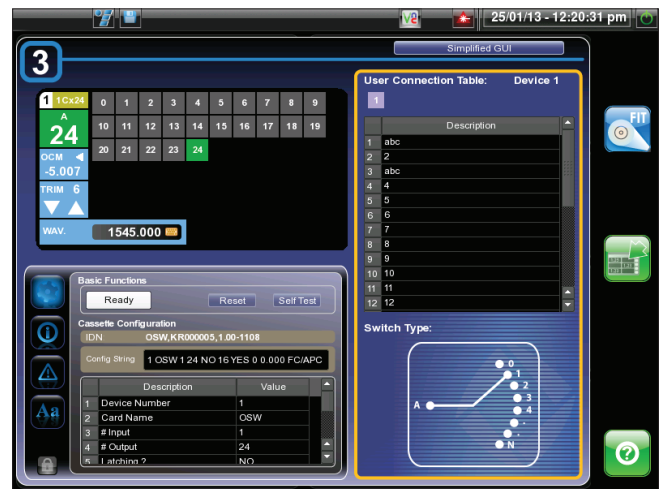 V2
25/01/13 - 12:20:31 pm
3
Simplified GUI
1 1Cx24 0 1 2 3 4 5 6 7 8 9
A
24
10 11 12 13 14 15 16 17 18 19
20 21 22 23 24
OCM
-5.007
TRIM 6
WAV. 1545.000
Basic Functions
Ready Reset Self Test
Cassette Configuration
IDN OSW,KR000005,1.00-1108
Config String 1 OSW 1 24 NO 16 YES 0 0.000 FC/APC
Description Value
1 Device Number 1
2 Card Name OSW
3 # Input 1
4 # Output 24
5 Latching ? NO
Aa
User Connection Table: Device 1
1
Description
1 abc
2 2
3 abc
4 4
5 5
6 6
7 7
8 8
9 9
10 10
11 11
12 12
Switch Type:
0
1
2
3
4
A
N
FIT
?